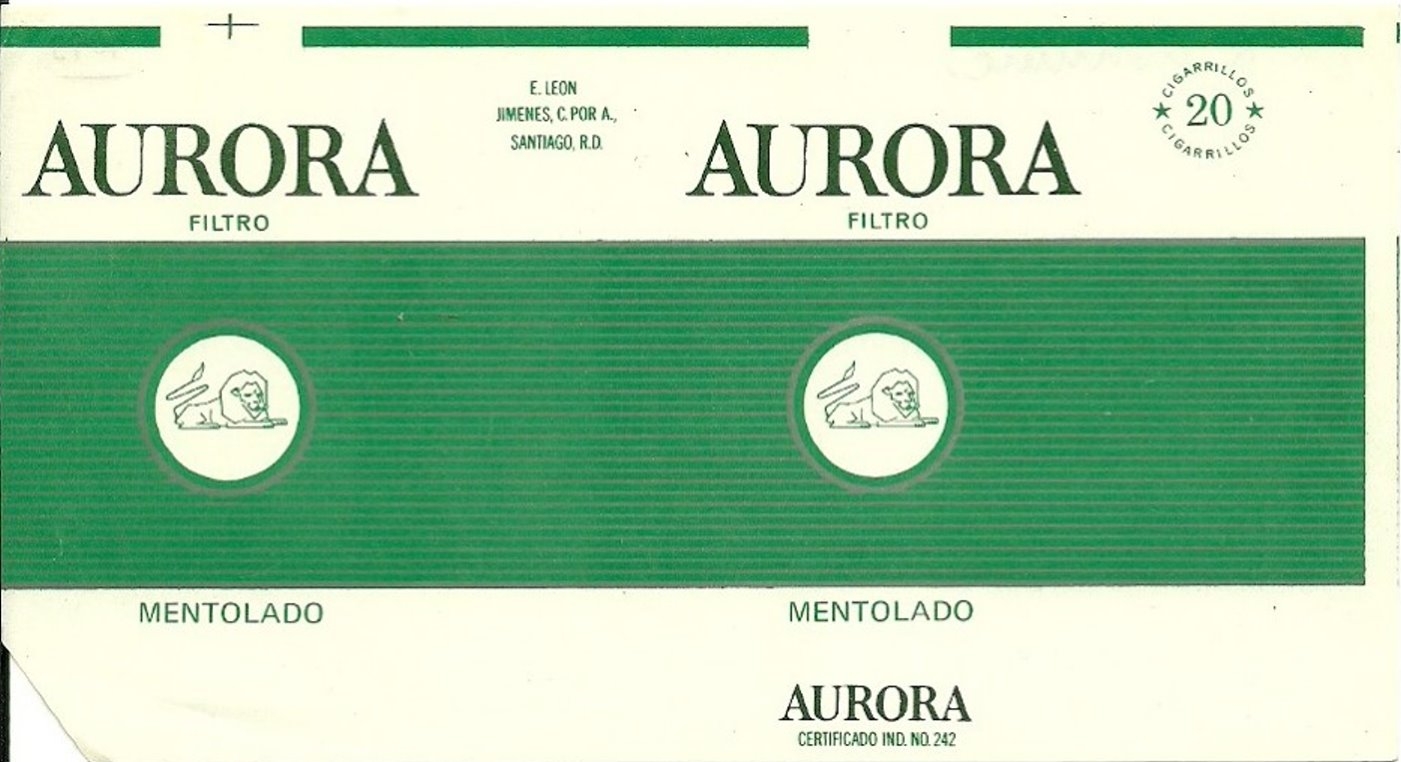 AURORA
FILTRO
E. LEON
JIMENES, C. POR A.,
SANTIAGO, R.D.
AURORA
FILTRO
CIGARRILLOS
20
CIGARRILLOS
MENTOLADO
MENTOLADO
AURORA
CERTIFICADO IND. NO. 242